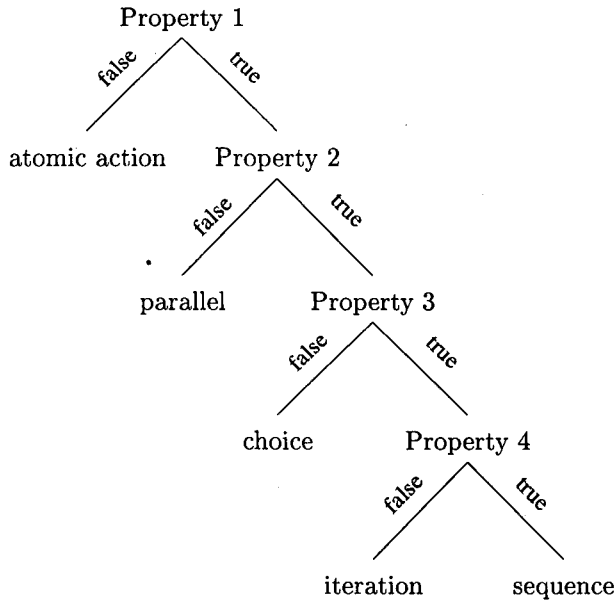 Property 1
false
true
atomic action
Property 2
false
true
parallel
Property 3
false
true
choice
Property 4
false
true
iteration
sequence